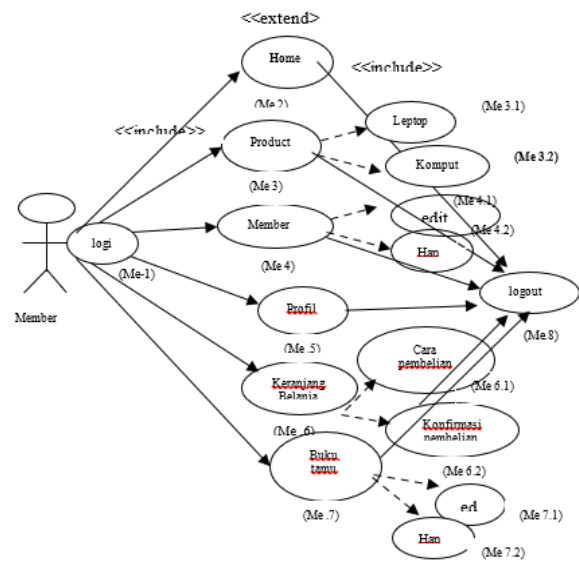 <<extend>>
Home
<<include>>
(Me 2)
Leptop
(Me 3.1)
<<include>>
Product
Komput
(Me 3.2)
(Me 3)
(Me 4.1)
edit
Member
(Me 4.2)
Han
logi
(Me-1)
(Me 4)
logout
Member
Profil
(Me.8)
(Me .5)
Cara
pembelian
Keranjang
Belanja
(Me 6.1)
Konfirmasi
pembelian
(Me .6)
Buku
tamu
(Me 6.2)
ed
(Me .7)
(Me 7.1)
Han
(Me 7.2)